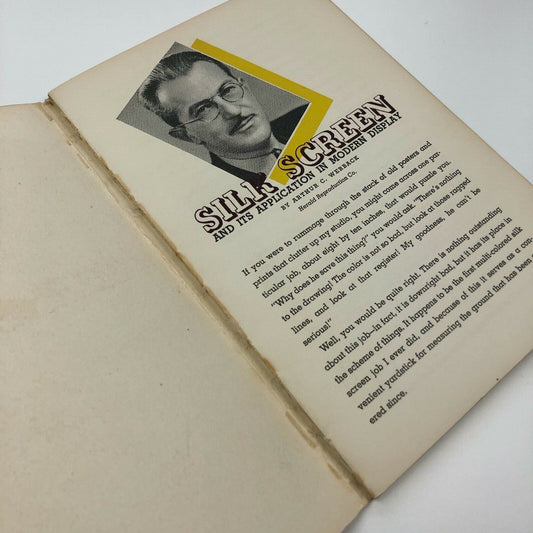 SILK SCREEN
AND ITS APPLICATION IN MODERN DISPLAY
BY ARTHUR C. WERBACK
Herald Reproduction Co.
If you were to rummage through the stack of old posters and
prints that clutter up my studio, you might come across one par-
ticular job, about eight by ten inches, that would puzzle you.
"Why does he save this thing?" you would ask. "There's nothing
to the drawing! The color is not so bad, but look at those ragged
lines, and look at that register! My goodness, he can't be
serious!"
Well, you would be quite right. There is nothing outstanding
about this job—in fact, it is downright bad, but it has its place in
the scheme of things. It happens to be the first multi-colored silk
screen job I ever did, and because of this it serves as a con-
venient yardstick for measuring the ground that has been cov-
ered since.